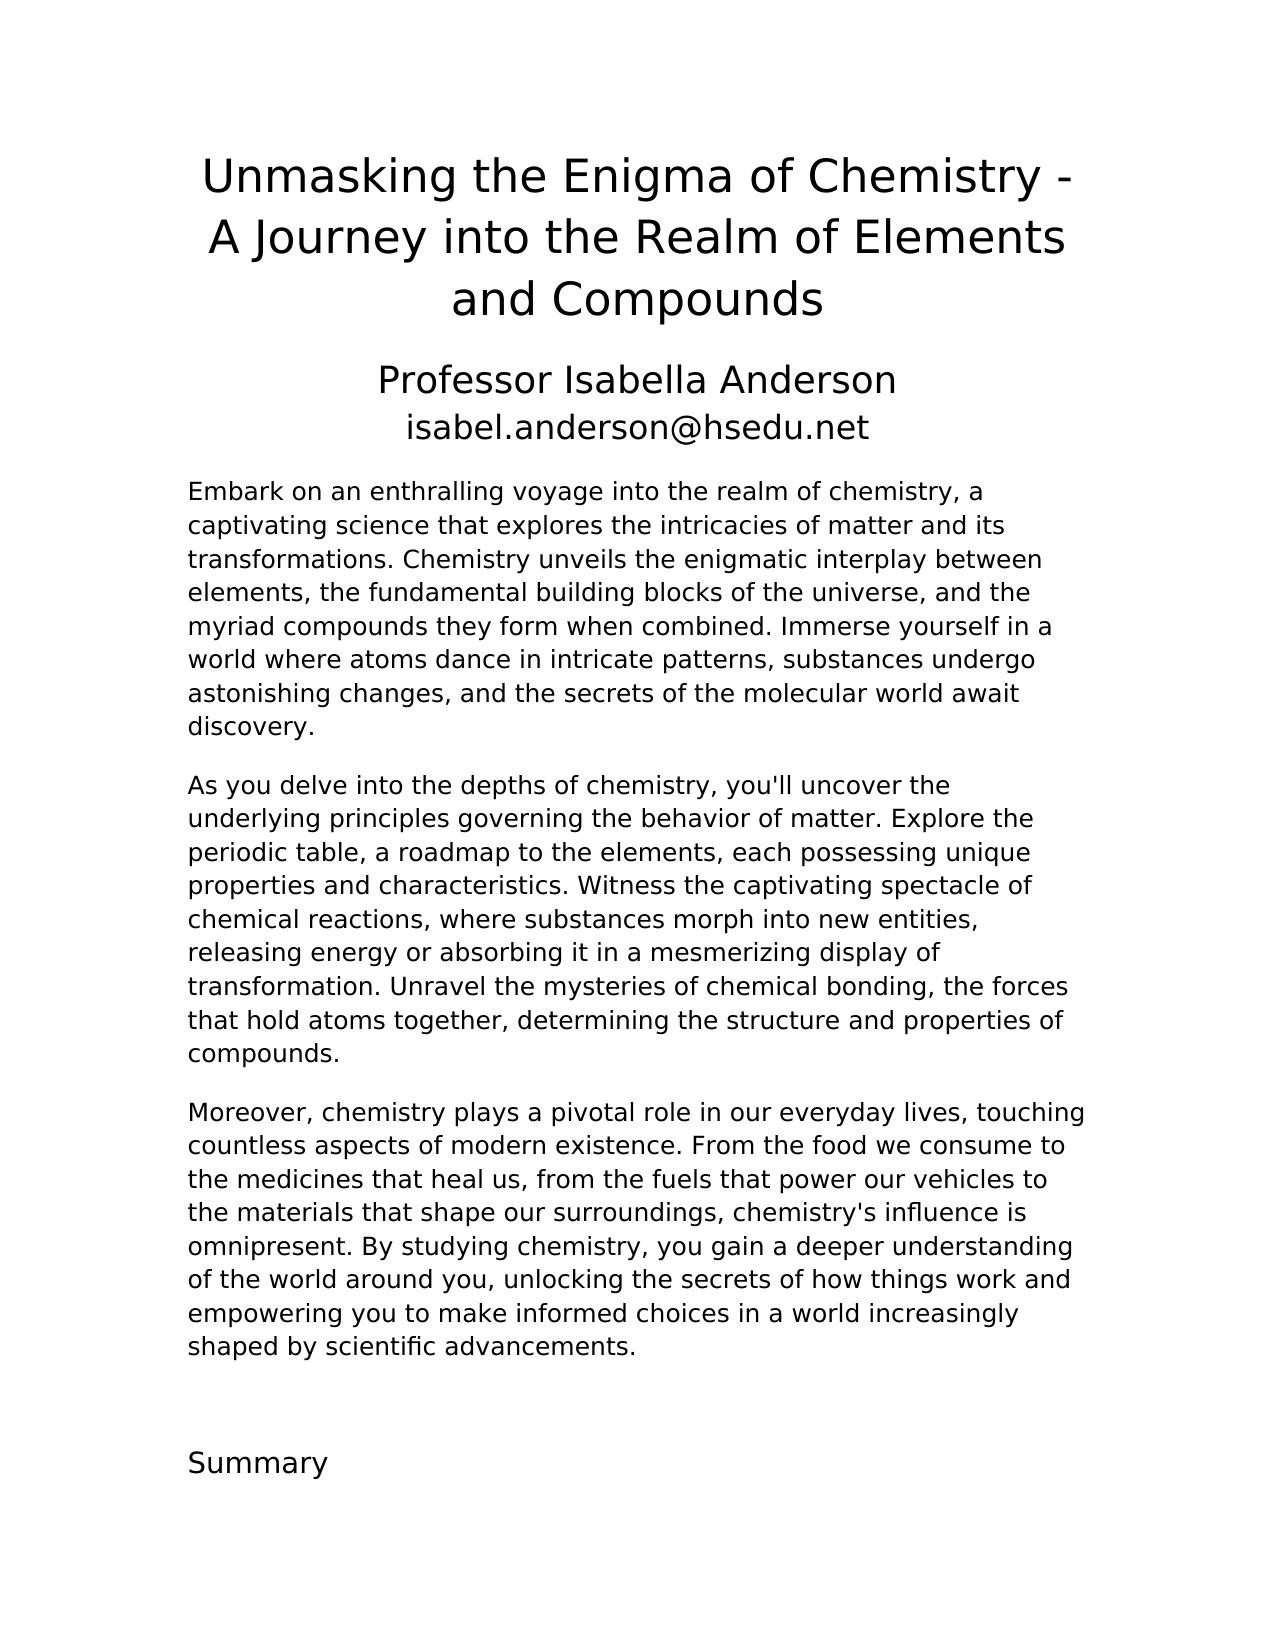 Unmasking the Enigma of Chemistry -
A Journey into the Realm of Elements
and Compounds
Professor Isabella Anderson
isabel.anderson@hsedu.net
Embark on an enthralling voyage into the realm of chemistry, a
captivating science that explores the intricacies of matter and its
transformations. Chemistry unveils the enigmatic interplay between
elements, the fundamental building blocks of the universe, and the
myriad compounds they form when combined. Immerse yourself in a
world where atoms dance in intricate patterns, substances undergo
astonishing changes, and the secrets of the molecular world await
discovery.
As you delve into the depths of chemistry, you'll uncover the
underlying principles governing the behavior of matter. Explore the
periodic table, a roadmap to the elements, each possessing unique
properties and characteristics. Witness the captivating spectacle of
chemical reactions, where substances morph into new entities,
releasing energy or absorbing it in a mesmerizing display of
transformation. Unravel the mysteries of chemical bonding, the forces
that hold atoms together, determining the structure and properties of
compounds.
Moreover, chemistry plays a pivotal role in our everyday lives, touching
countless aspects of modern existence. From the food we consume to
the medicines that heal us, from the fuels that power our vehicles to
the materials that shape our surroundings, chemistry's influence is
omnipresent. By studying chemistry, you gain a deeper understanding
of the world around you, unlocking the secrets of how things work and
empowering you to make informed choices in a world increasingly
shaped by scientific advancements.
Summary